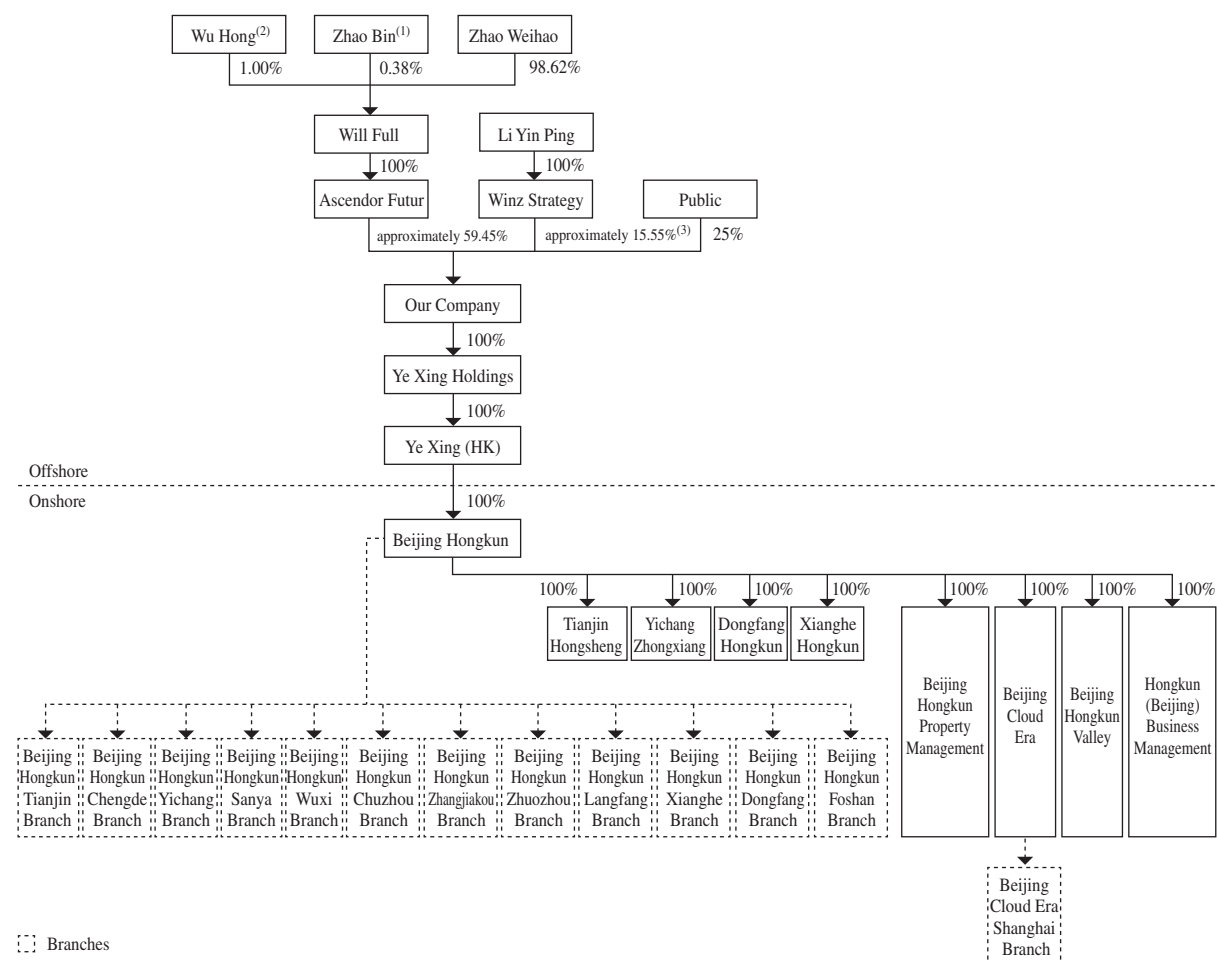 Wu Hong(2)
Zhao Bin(1)
Zhao Weihao
1.00%
0.38%
98.62%
Will Full
Li Yin Ping
100%
100%
Ascendor Futur
Winz Strategy
Public
approximately 59.45%
approximately 15.55%(3)
25%
Our Company
100%
Ye Xing Holdings
100%
Ye Xing (HK)
Offshore
Onshore
100%
Beijing Hongkun
100%
100%
100%
100%
100%
100%
100%
100%
Tianjin
Hongsheng
Yichang
Zhongxiang
Dongfang
Hongkun
Xianghe
Hongkun
Beijing
Hongkun
Property
Management
Beijing
Cloud
Era
Beijing
Hongkun
Valley
Hongkun
(Beijing)
Business
Management
Beijing
Hongkun
Tianjin
Branch
Beijing
Hongkun
Chengde
Branch
Beijing
Hongkun
Yichang
Branch
Beijing
Hongkun
Sanya
Branch
Beijing
Hongkun
Wuxi
Branch
Beijing
Hongkun
Chuzhou
Branch
Beijing
Hongkun
Zhangjiakou
Branch
Beijing
Hongkun
Zhuozhou
Branch
Beijing
Hongkun
Langfang
Branch
Beijing
Hongkun
Xianghe
Branch
Beijing
Hongkun
Dongfang
Branch
Beijing
Hongkun
Foshan
Branch
Beijing
Cloud Era
Shanghai
Branch
Branches